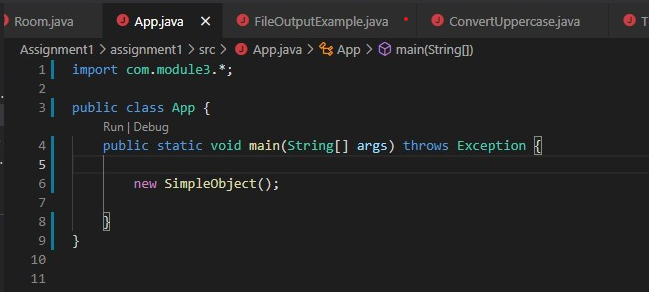 Room.java App.java X FileOutputExample.java ConvertUppercase.java T
Assignment1 > assignment1 > src > App.java > App > main(String[])
1 import com.module3.*;
2
3 public class App {
Run | Debug
4 public static void main(String[] args) throws Exception {
5
6 new SimpleObject();
7
8 }
9 }
10
11